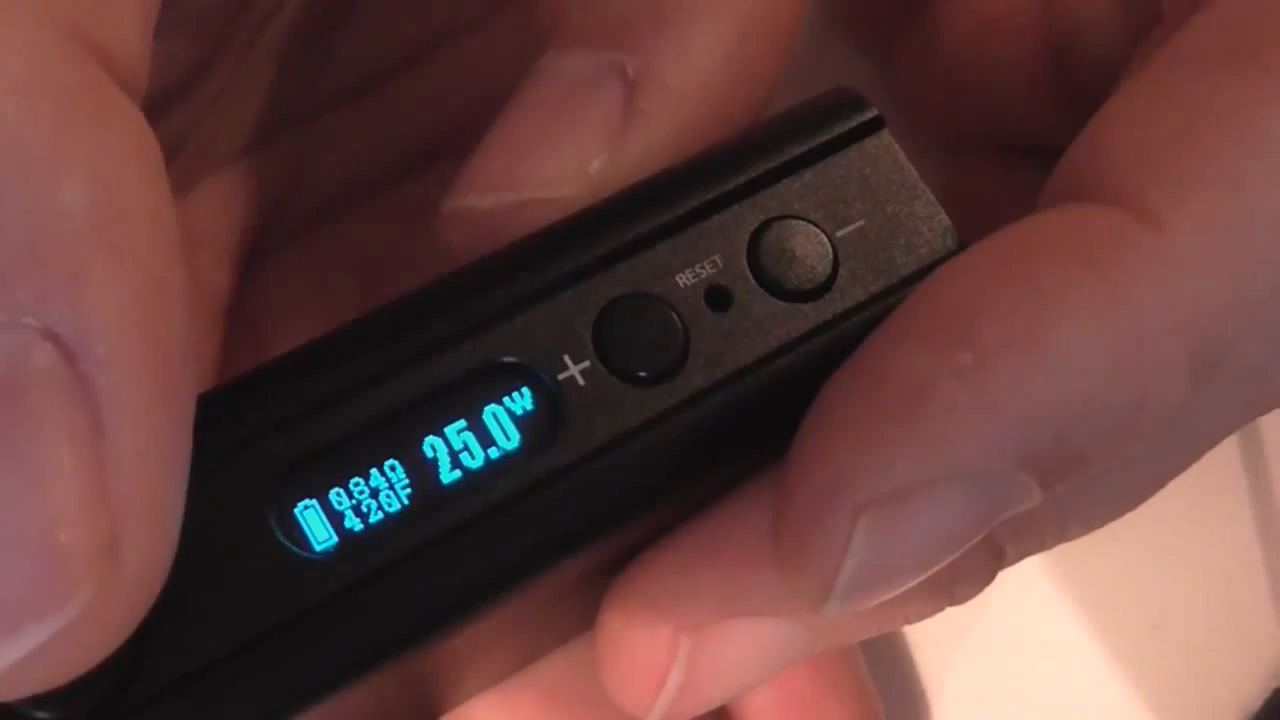 0.84Ω
420F
25.0W
+
RESET
−